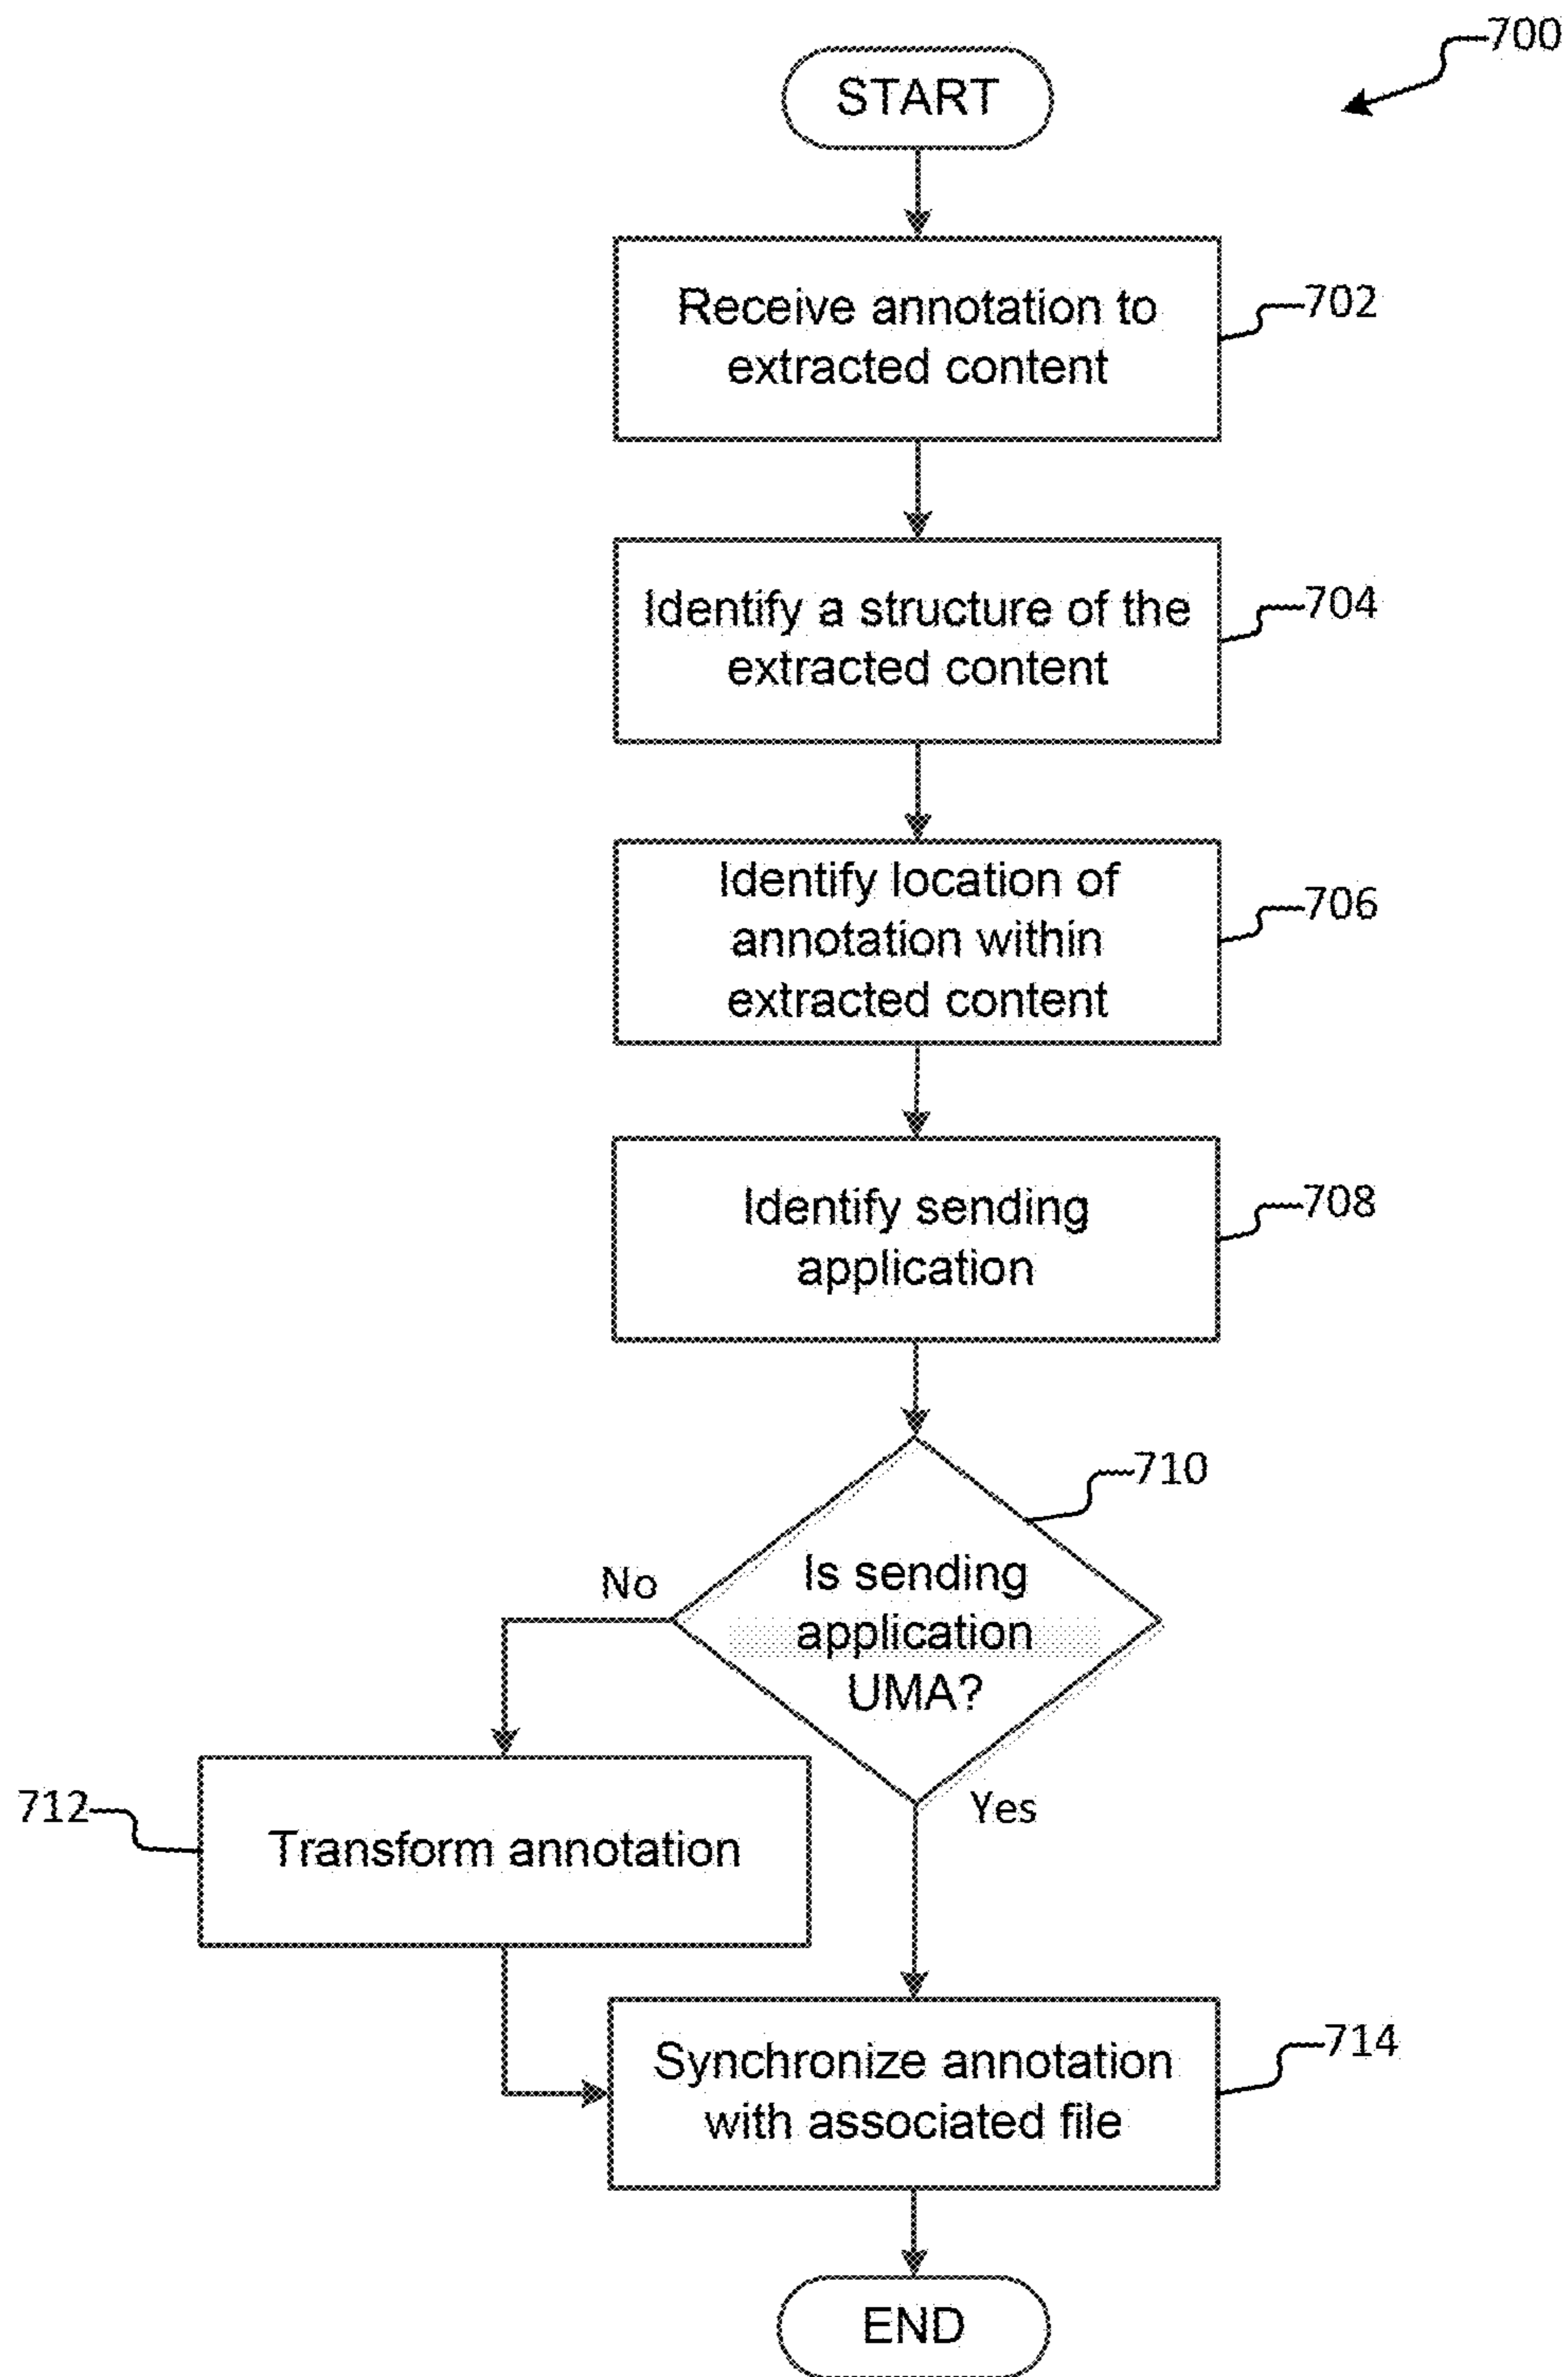 700
START
Receive annotation to
extracted content
702
Identify a structure of the
extracted content
704
Identify location of
annotation within
extracted content
706
Identify sending
application
708
710
Is sending
application
UMA?
No
Yes
712
Transform annotation
Synchronize annotation
with associated file
714
END